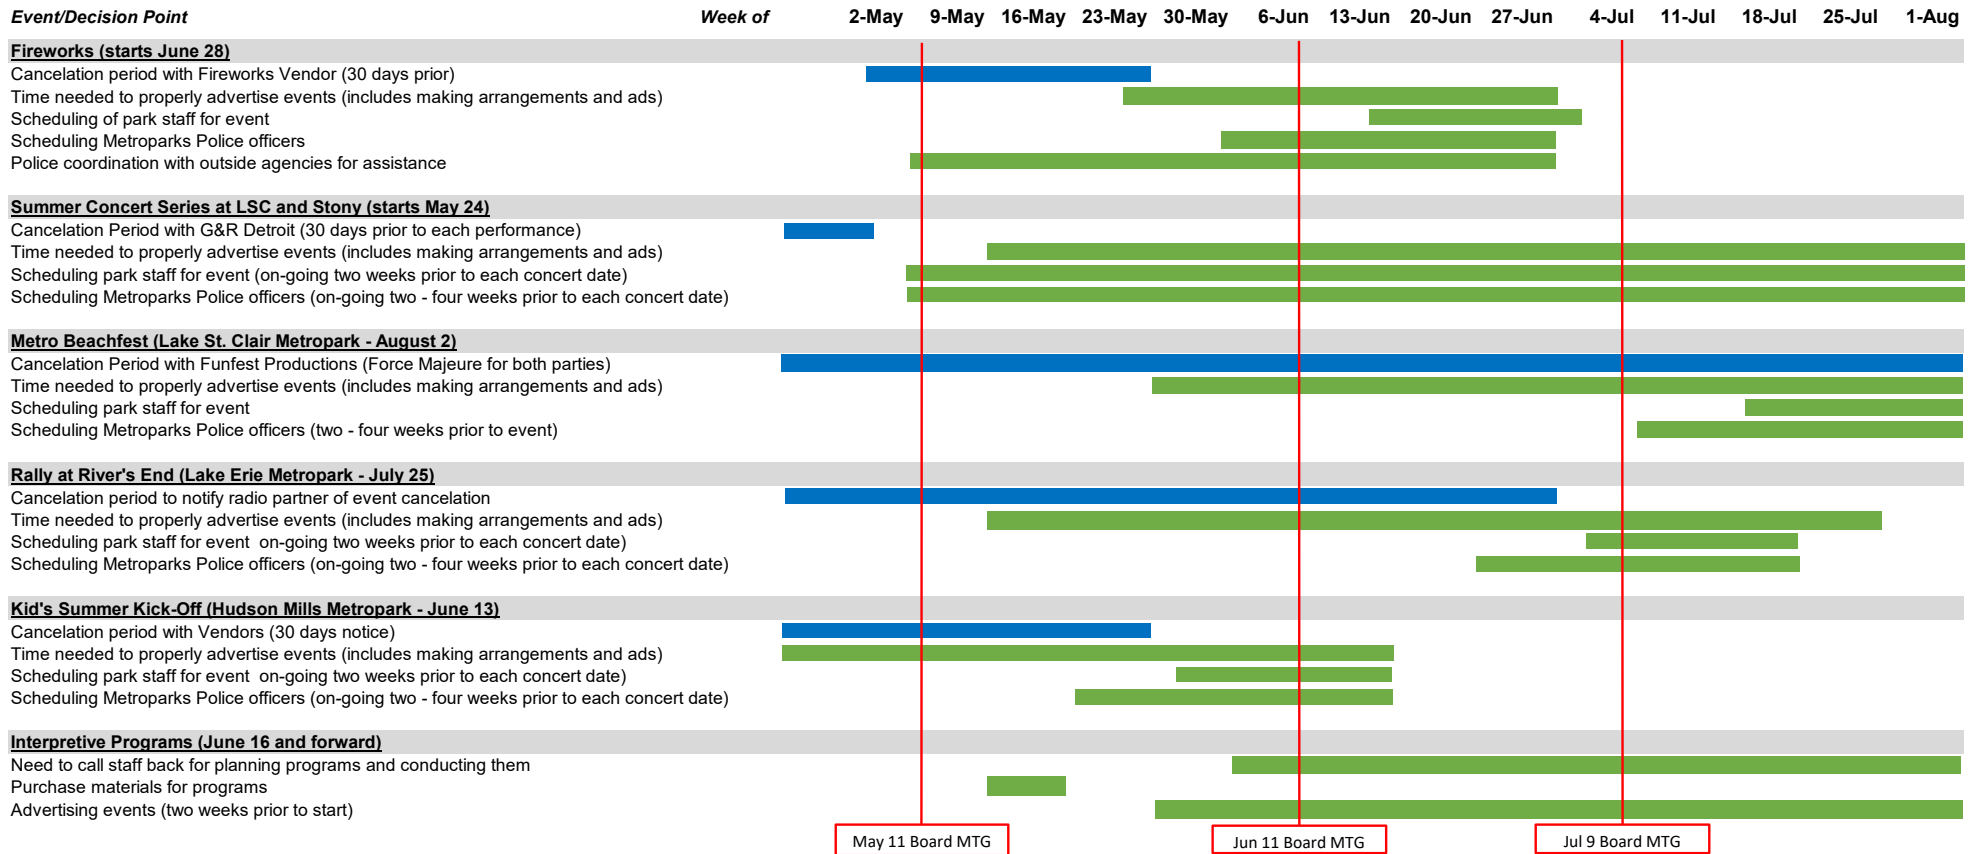 Event/Decision Point Week of 2-May 9-May 16-May 23-May 30-May 6-Jun 13-Jun 20-Jun 27-Jun 4-Jul 11-Jul 18-Jul 25-Jul 1-Aug
Fireworks (starts June 28)
Cancelation period with Fireworks Vendor (30 days prior)
Time needed to properly advertise events (includes making arrangements and ads)
Scheduling of park staff for event
Scheduling Metroparks Police officers
Police coordination with outside agencies for assistance
Summer Concert Series at LSC and Stony (starts May 24)
Cancelation Period with G&R Detroit (30 days prior to each performance)
Time needed to properly advertise events (includes making arrangements and ads)
Scheduling park staff for event (on-going two weeks prior to each concert date)
Scheduling Metroparks Police officers (on-going two - four weeks prior to each concert date)
Metro Beachfest (Lake St. Clair Metropark - August 2)
Cancelation Period with Funfest Productions (Force Majeure for both parties)
Time needed to properly advertise events (includes making arrangements and ads)
Scheduling park staff for event
Scheduling Metroparks Police officers (two - four weeks prior to event)
Rally at River's End (Lake Erie Metropark - July 25)
Cancelation period to notify radio partner of event cancelation
Time needed to properly advertise events (includes making arrangements and ads)
Scheduling park staff for event  on-going two weeks prior to each concert date)
Scheduling Metroparks Police officers (on-going two - four weeks prior to each concert date)
Kid's Summer Kick-Off (Hudson Mills Metropark - June 13)
Cancelation period with Vendors (30 days notice)
Time needed to properly advertise events (includes making arrangements and ads)
Scheduling park staff for event  on-going two weeks prior to each concert date)
Scheduling Metroparks Police officers (on-going two - four weeks prior to each concert date)
Interpretive Programs (June 16 and forward)
Need to call staff back for planning programs and conducting them
Purchase materials for programs
Advertising events (two weeks prior to start)
May 11 Board MTG Jun 11 Board MTG Jul 9 Board MTG